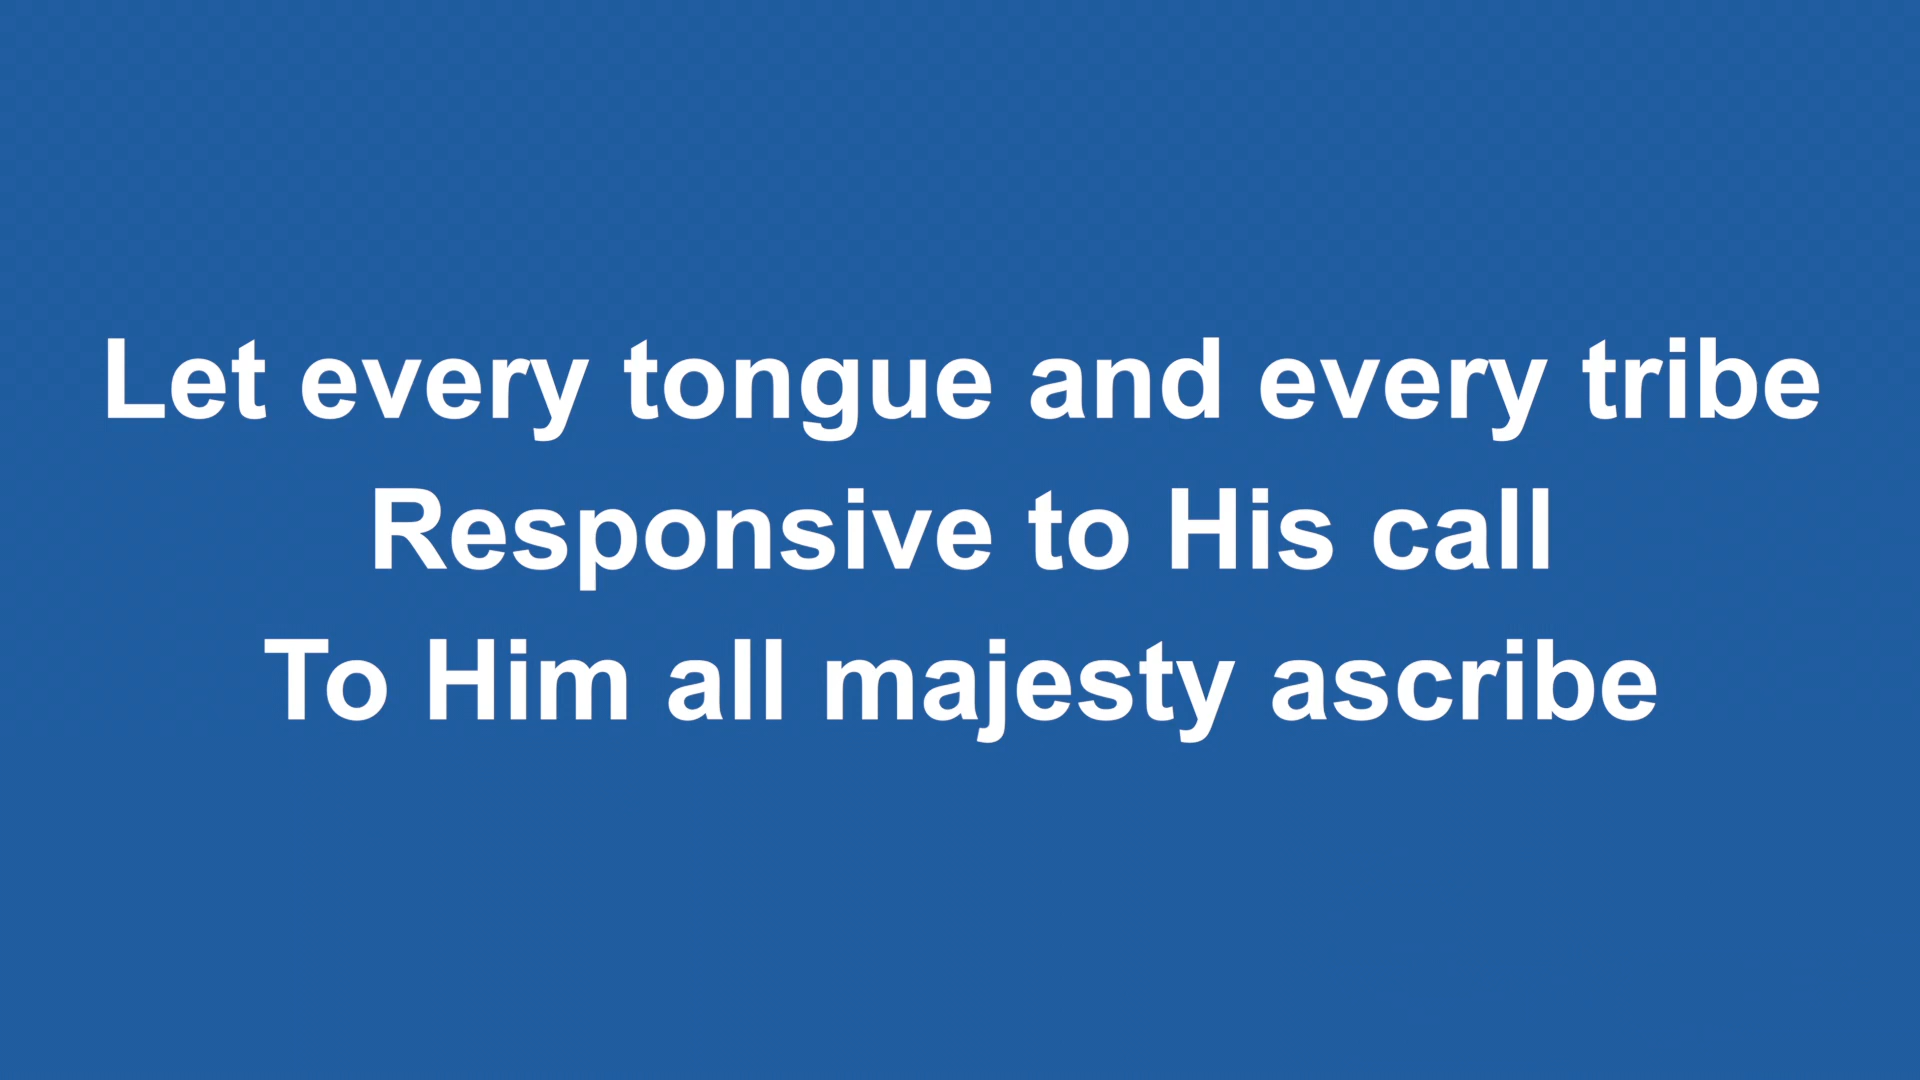 Let every tongue and every tribe
Responsive to His call
To Him all majesty ascribe